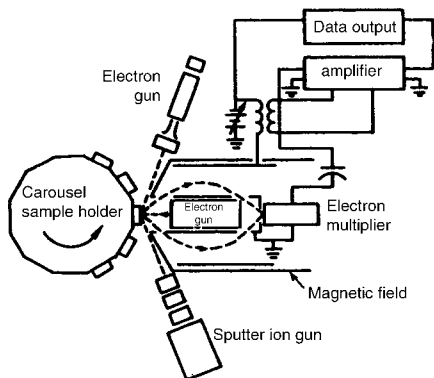 Data output
amplifier
Electron
gun
Carousel
sample holder
Electron
gun
Electron
multiplier
Magnetic field
Sputter ion gun